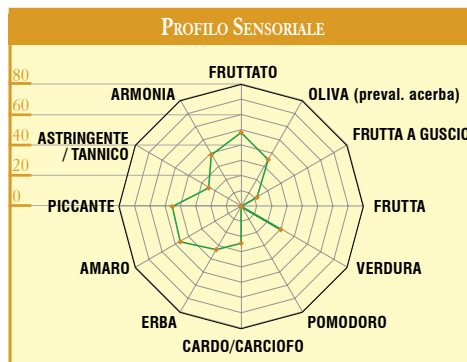 PROFILO SENSORIALE
80
60
40
20
0
FRUTTATO
OLIVA (preval. acerba)
FRUTTA A GUSCIO
FRUTTA
VERDURA
POMODORO
CARDO/CARCIOFO
ERBA
AMARO
PICCANTE
ASTRINGENTE
/ TANNICO
ARMONIA